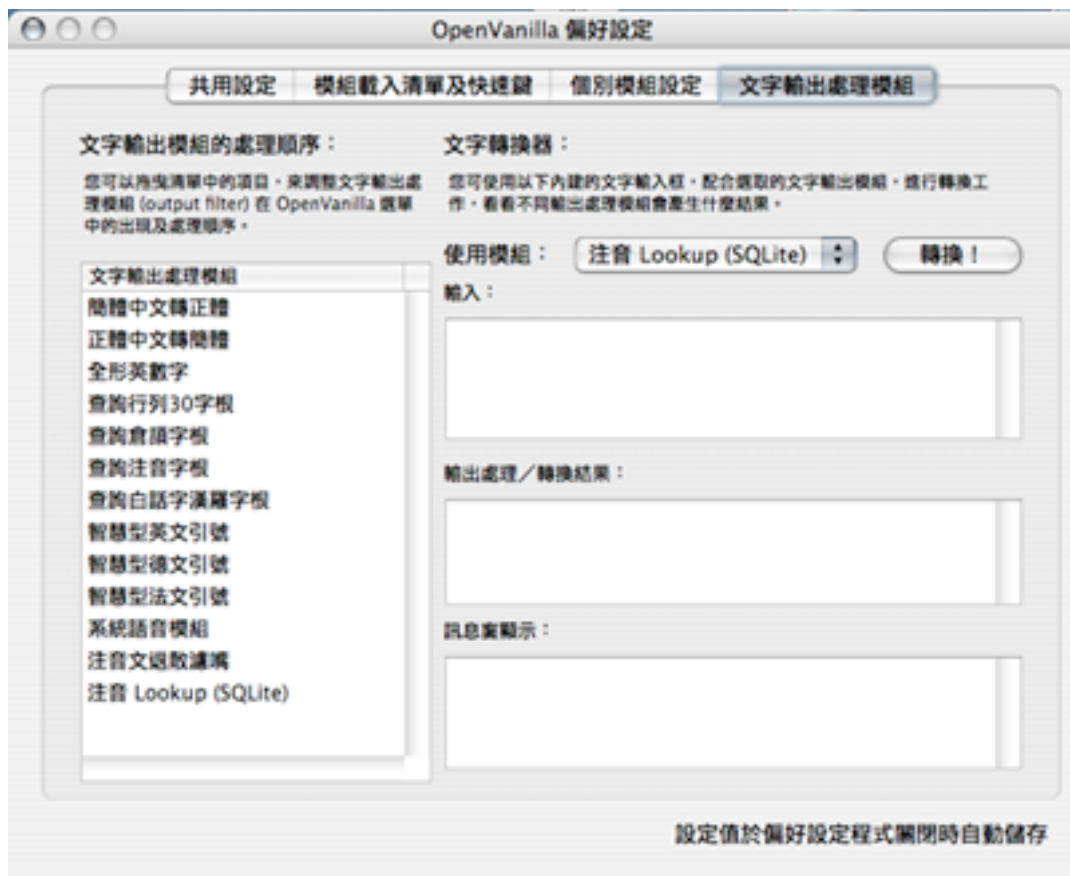 OpenVanilla 偏好設定
共用設定
模組載入清單及快速鍵
個別模組設定
文字輸出處理模組
文字輸出模組的處理順序：
您可以拖曳清單中的項目，來調整文字輸出處
理模組 (output filter) 在 OpenVanilla 選單
中的出現及處理順序。
文字輸出處理模組
簡體中文轉正體
正體中文轉簡體
全形英數字
查詢行列30字根
查詢倉頡字根
查詢注音字根
查詢白話字漢羅字根
智慧型英文引號
智慧型德文引號
智慧型法文引號
系統語音模組
注音文退散濾嘴
注音 Lookup (SQLite)
文字轉換器：
您可使用以下內建的文字輸入框，配合選取的文字輸出模組，進行轉換工
作，看看不同輸出處理模組會產生什麼結果。
使用模組：
注音 Lookup (SQLite)
轉換！
輸入：
輸出處理／轉換結果：
訊息窗顯示：
設定值於偏好設定程式關閉時自動儲存